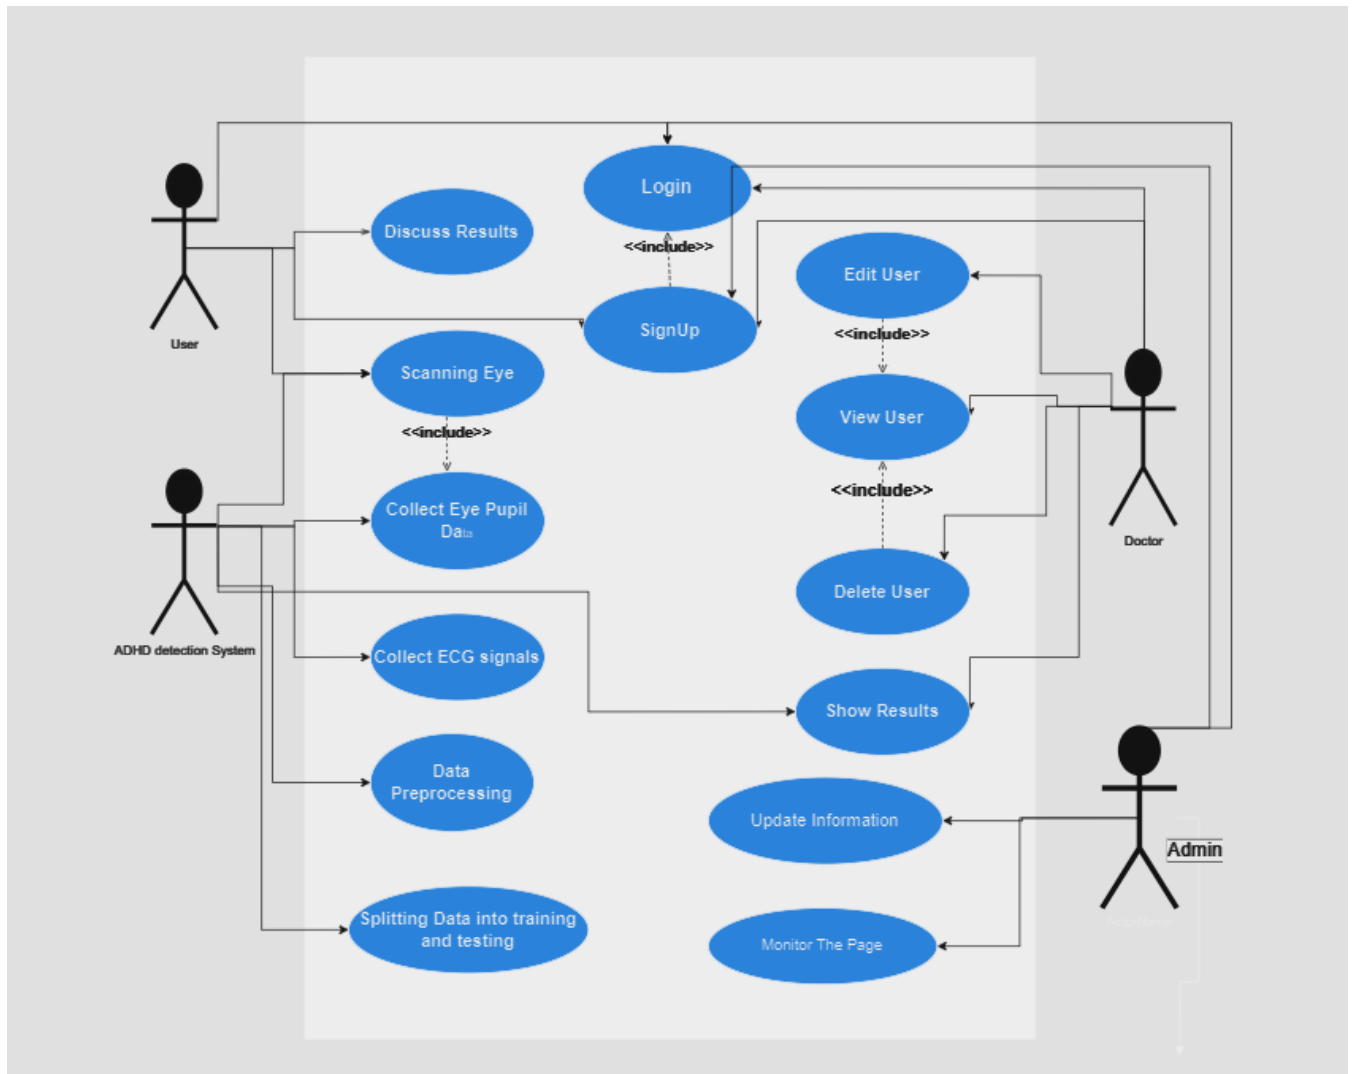 Login
Discuss Results
<<include>>
Edit User
SignUp
<<include>>
User
Scanning Eye
View User
<<include>>
<<include>>
Collect Eye Pupil
Data
Doctor
Delete User
ADHD detection System
Collect ECG signals
Show Results
Data
Preprocessing
Update Information
Admin
Splitting Data into training
and testing
Monitor The Page